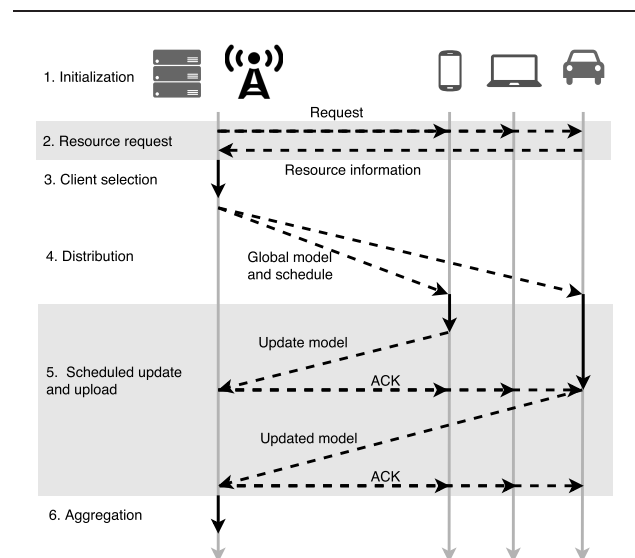 1. Initialization
Request
2. Resource request
Resource information
3. Client selection
4. Distribution
Global model
and schedule
Update model
5. Scheduled update
and upload
ACK
Updated model
ACK
6. Aggregation